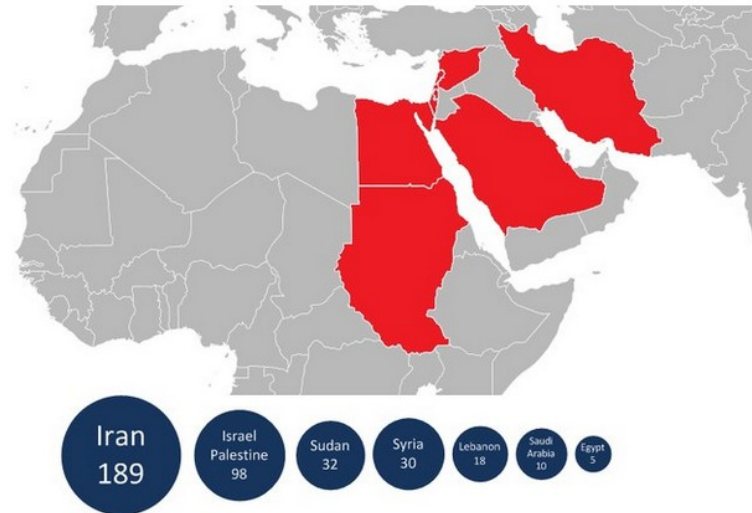 Iran
189
Israel
Palestine
98
Sudan
32
Syria
30
Lebanon
18
Saudi
Arabia
10
Egypt
5